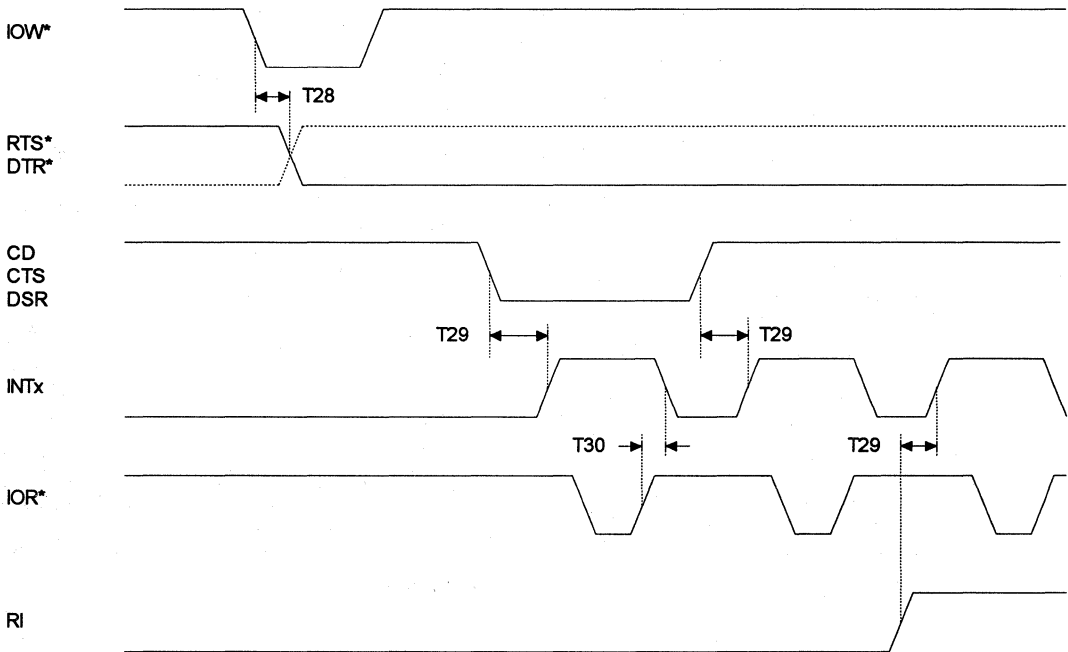 IOW*
T28
RTS*
DTR*
CD
CTS
DSR
T29
T29
INTx
T30
T29
IOR*
RI